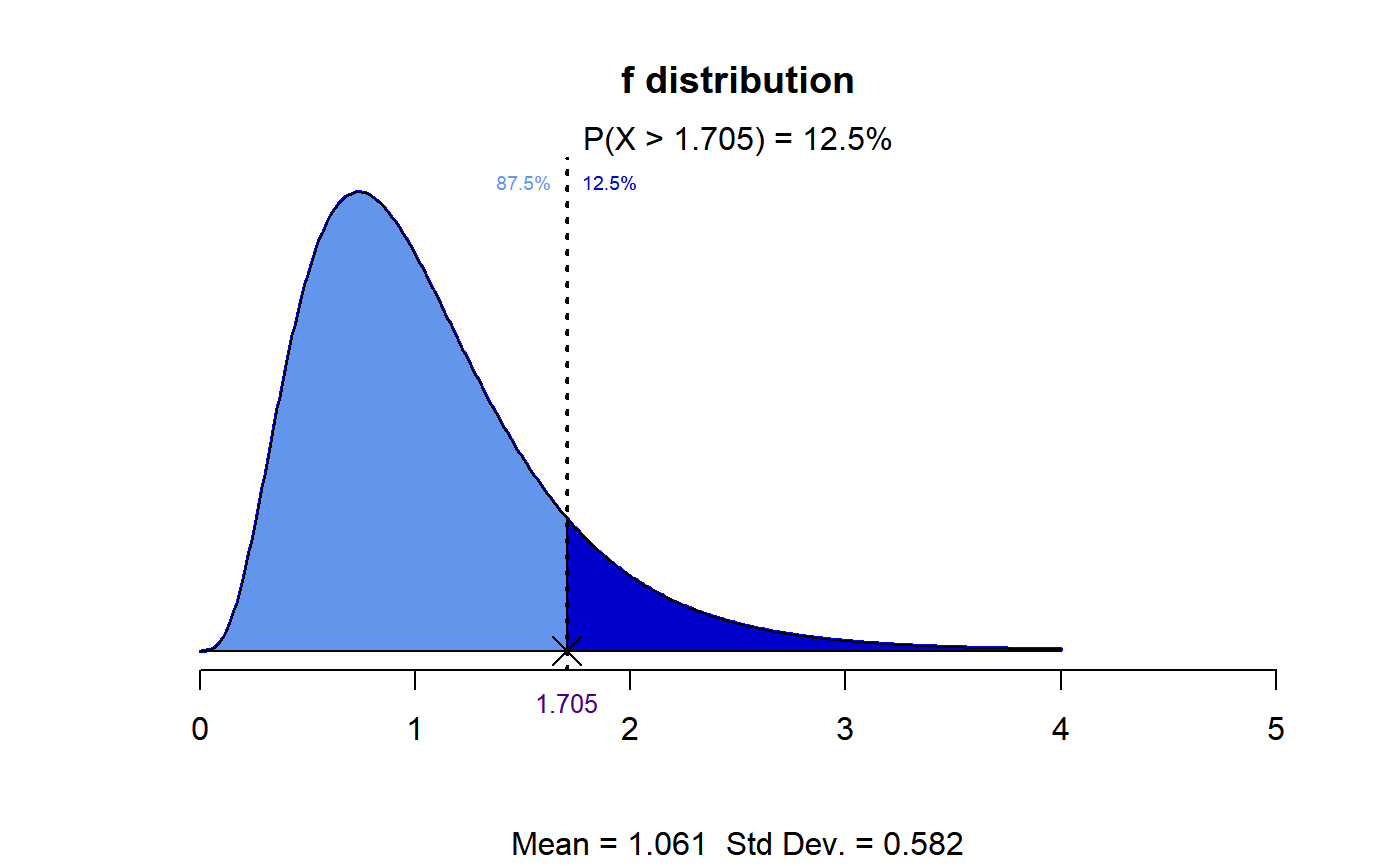 f distribution
P(X > 1.705) = 12.5%
87.5% 12.5%
1.705
0 1 2 3 4 5
Mean = 1.061 Std Dev. = 0.582